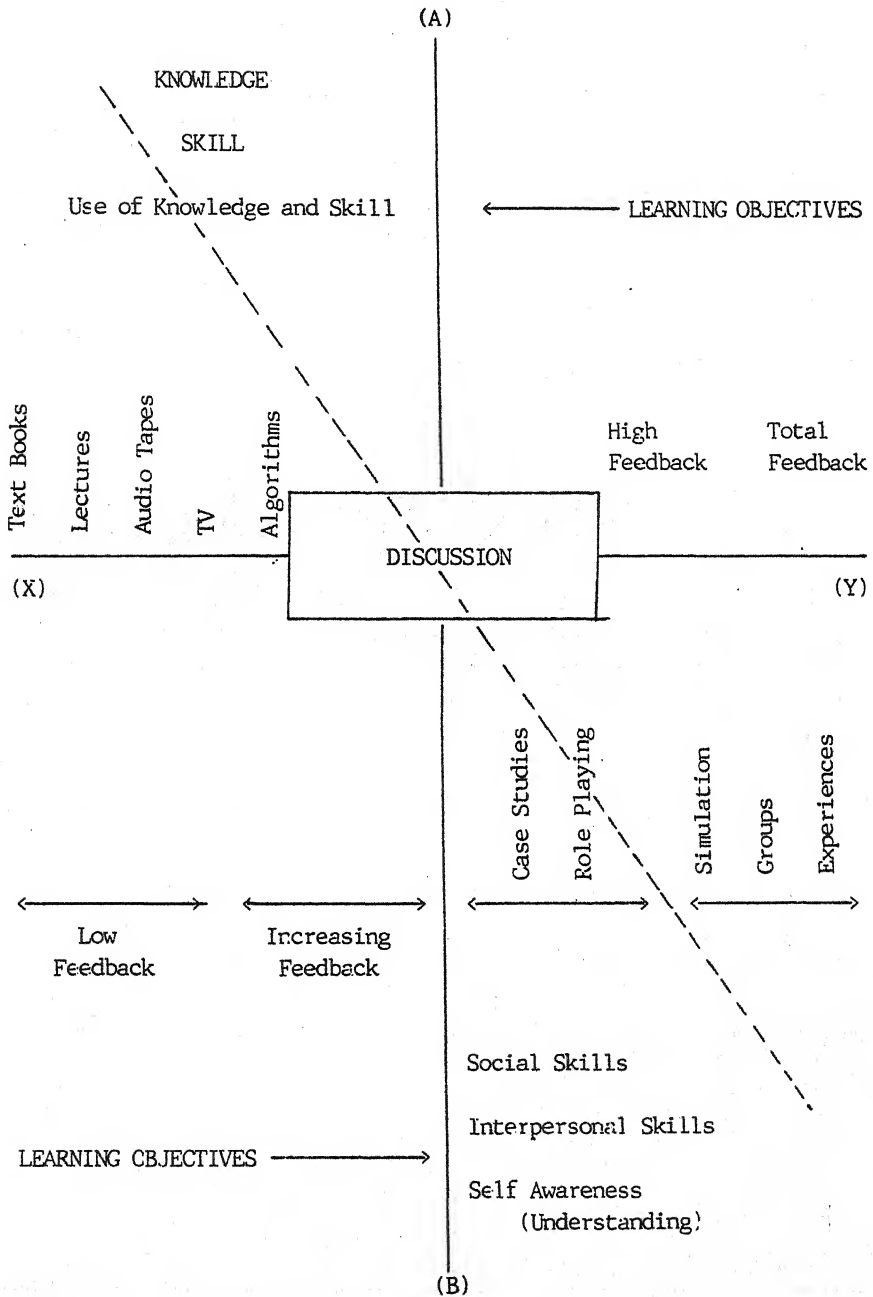 (A)
KNOWLEDGE
SKILL
Use of Knowledge and Skill
LEARNING OBJECTIVES
Text Books
Lectures
Audio Tapes
TV
Algorithms
High
Feedback
Total
Feedback
DISCUSSION
(X)
(Y)
Case Studies
Role Playing
Simulation
Groups
Experiences
Low
Feedback
Increasing
Feedback
Social Skills
Interpersonal Skills
LEARNING OBJECTIVES
Self Awareness
(Understanding)
(B)